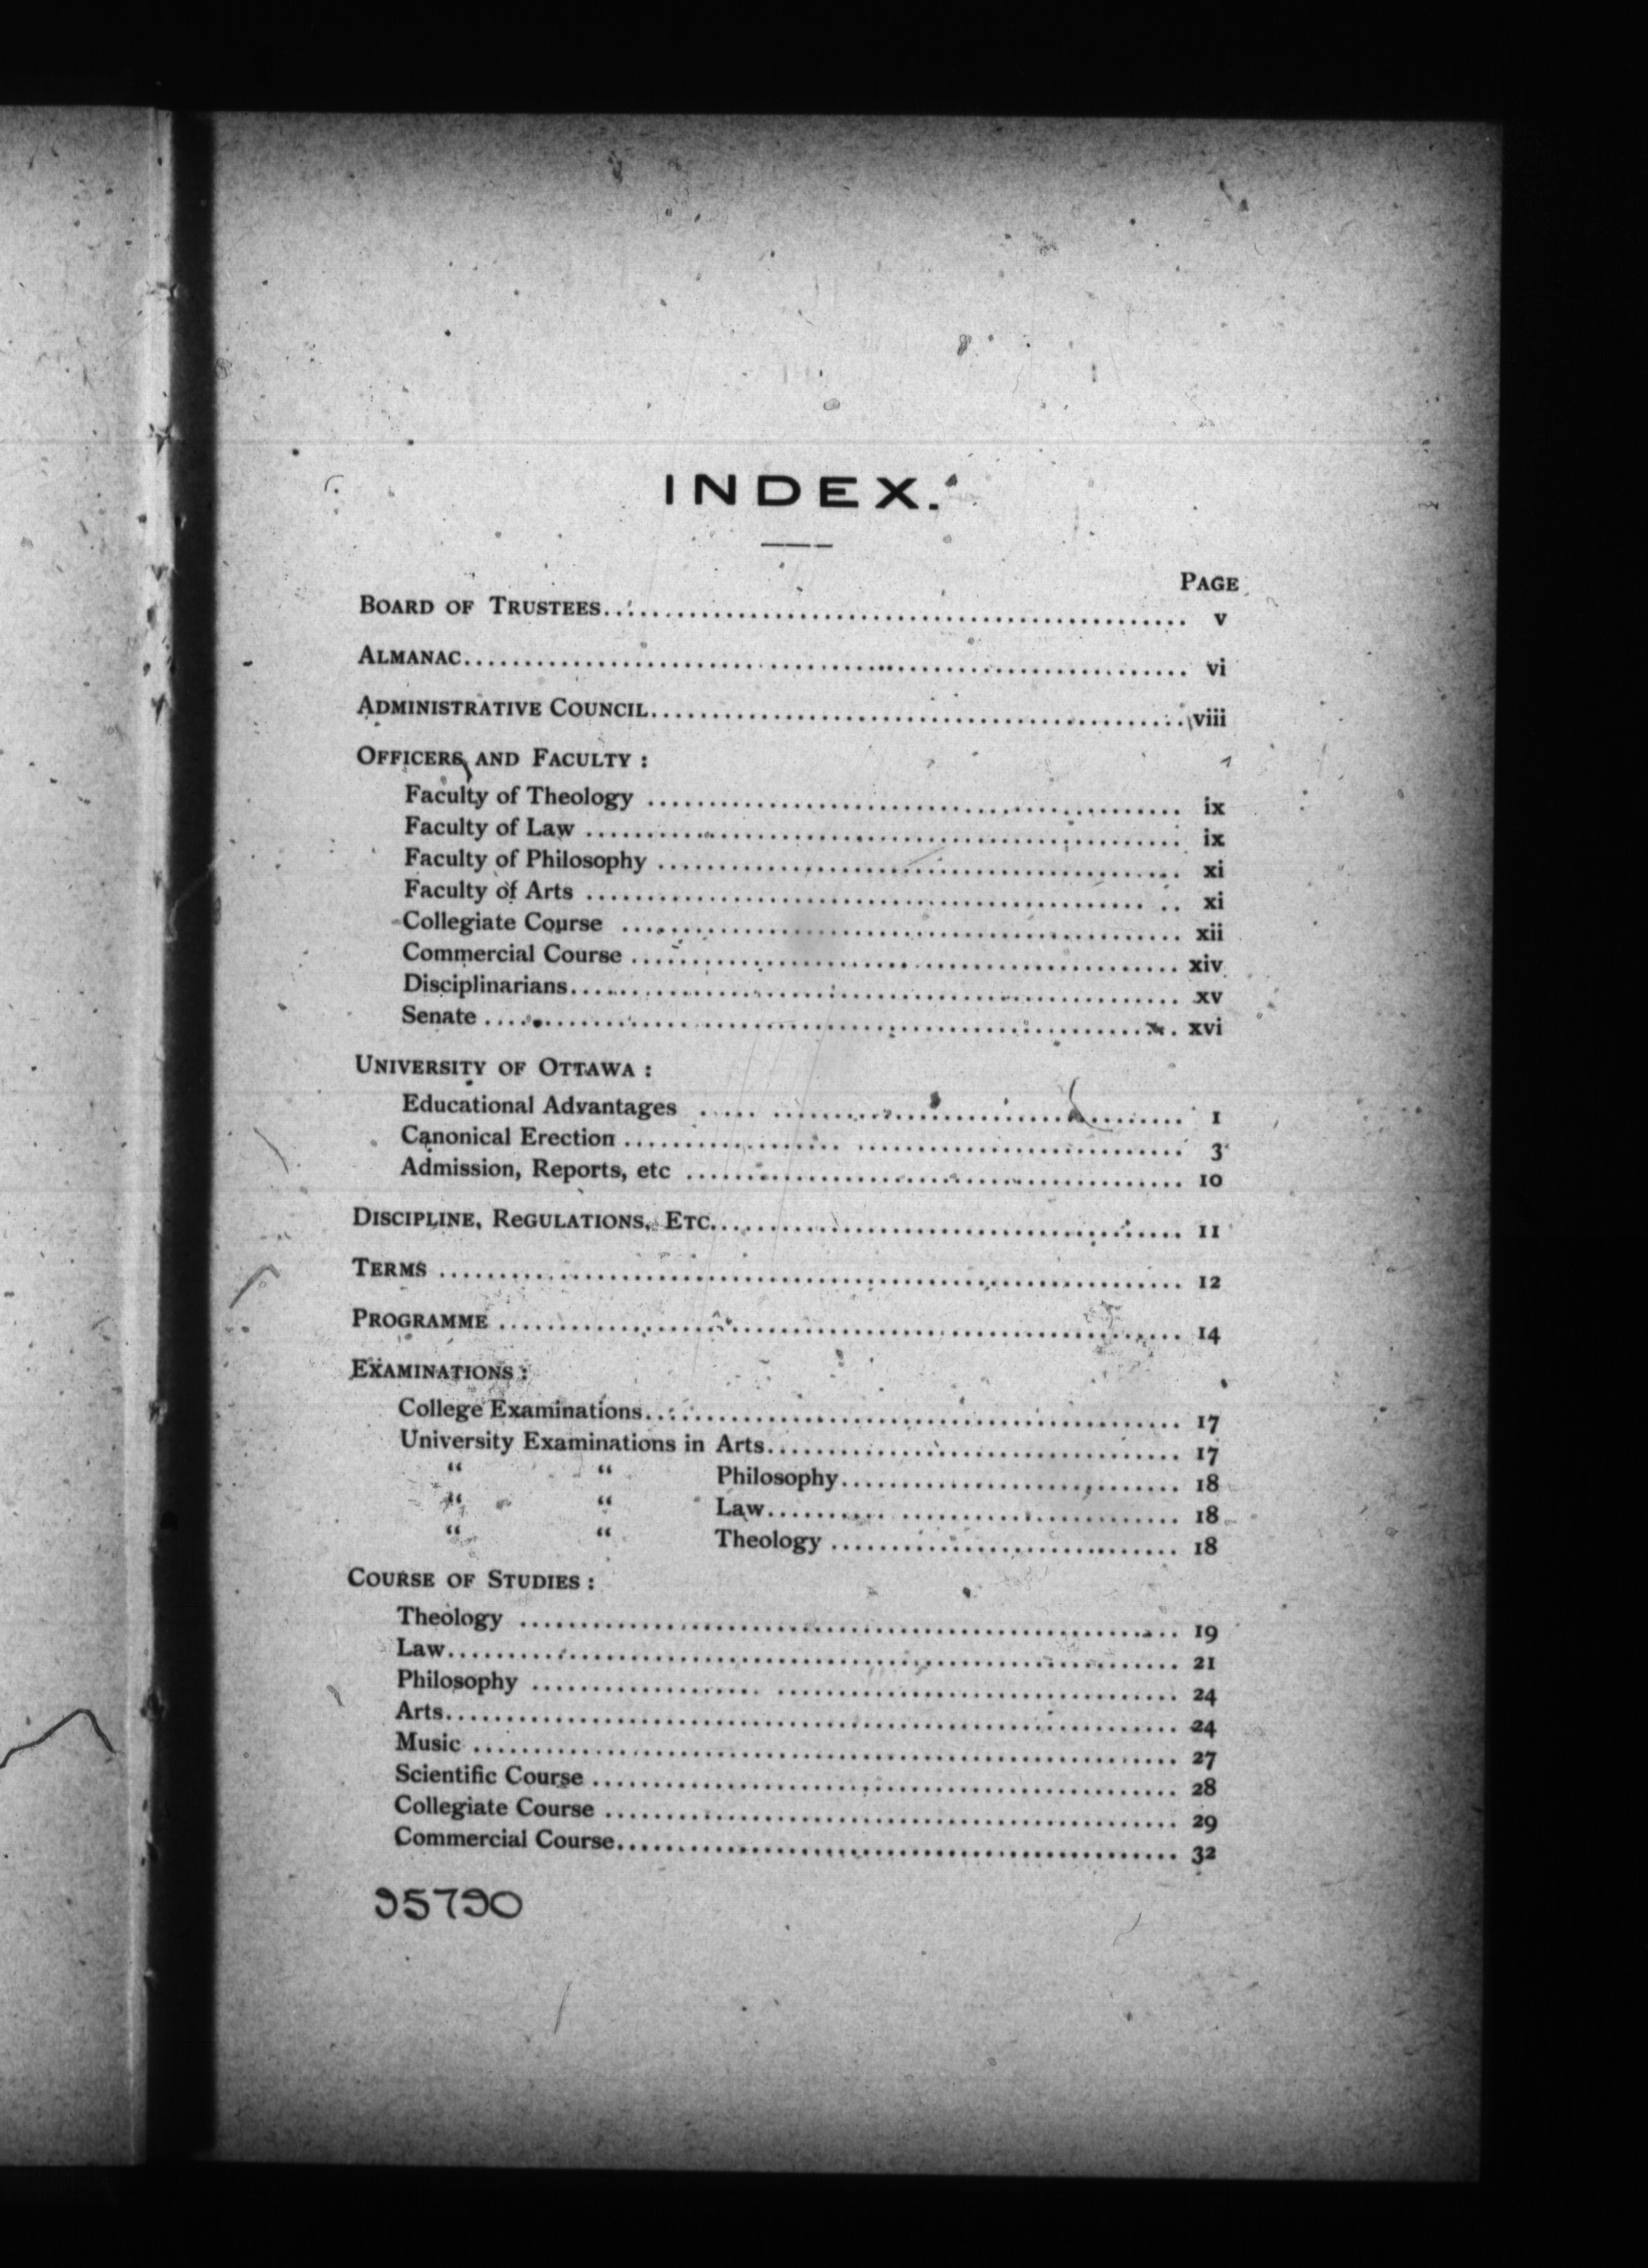 INDEX.
PAGE
BOARD OF TRUSTEES.......... v
ALMANAC.......... vi
ADMINISTRATIVE COUNCIL.......... viii
OFFICERS AND FACULTY :
Faculty of Theology .......... ix
Faculty of Law .......... ix
Faculty of Philosophy .......... xi
Faculty of Arts .......... xi
Collegiate Course .......... xii
Commercial Course .......... xiv
Disciplinarians.......... xv
Senate .......... xvi
UNIVERSITY OF OTTAWA :
Educational Advantages .......... 1
Canonical Erection .......... 3
Admission, Reports, etc .......... 10
DISCIPLINE, REGULATIONS, ETC.......... 11
TERMS .......... 12
PROGRAMME .......... 14
EXAMINATIONS :
College Examinations.......... 17
University Examinations in Arts.......... 17
“ “ Philosophy.......... 18
“ “ Law.......... 18
“ “ Theology .......... 18
COURSE OF STUDIES :
Theology .......... 19
Law.......... 21
Philosophy .......... 24
Arts.......... 24
Music .......... 27
Scientific Course .......... 28
Collegiate Course .......... 29
Commercial Course.......... 32
95790